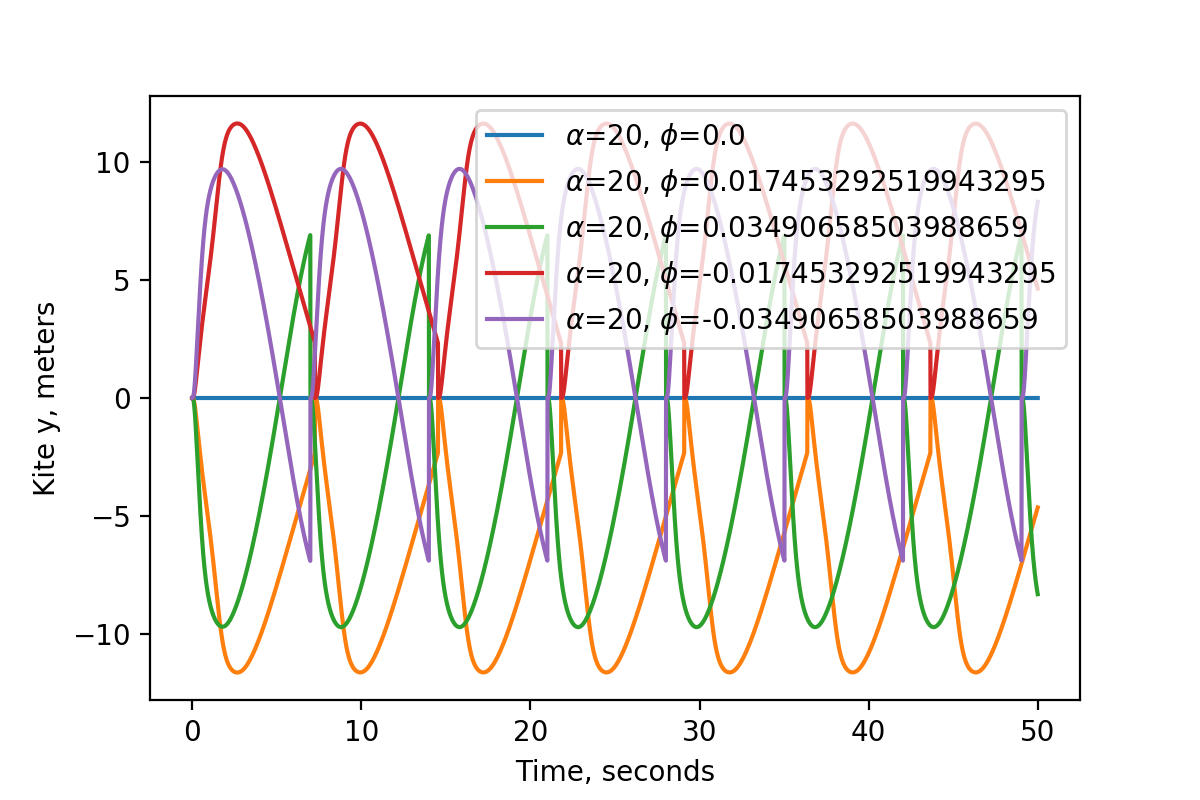 α=20, ϕ=0.0
α=20, ϕ=0.017453292519943295
α=20, ϕ=0.03490658503988659
α=20, ϕ=-0.017453292519943295
α=20, ϕ=-0.03490658503988659
10
5
0
−5
−10
Kite y, meters
0 10 20 30 40 50
Time, seconds